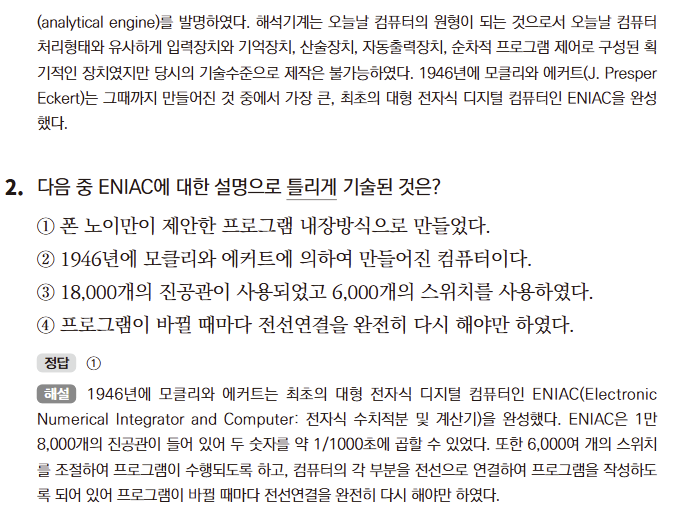 (analytical engine)를 발명하였다. 해석기계는 오늘날 컴퓨터의 원형이 되는 것으로서 오늘날 컴퓨터
처리형태와 유사하게 입력장치와 기억장치, 산술장치, 자동출력장치, 순차적 프로그램 제어로 구성된 획
기적인 장치였지만 당시의 기술수준으로 제작은 불가능하였다. 1946년에 모클리와 에커트(J. Presper
Eckert)는 그때까지 만들어진 것 중에서 가장 큰, 최초의 대형 전자식 디지털 컴퓨터인 ENIAC을 완성
했다.
2. 다음 중 ENIAC에 대한 설명으로 틀리게 기술된 것은?
① 폰 노이만이 제안한 프로그램 내장방식으로 만들었다.
② 1946년에 모클리와 에커트에 의하여 만들어진 컴퓨터이다.
③ 18,000개의 진공관이 사용되었고 6,000개의 스위치를 사용하였다.
④ 프로그램이 바뀔 때마다 전선연결을 완전히 다시 해야만 하였다.
정답 ①
해설 1946년에 모클리와 에커트는 최초의 대형 전자식 디지털 컴퓨터인 ENIAC(Electronic
Numerical Integrator and Computer: 전자식 수치적분 및 계산기)을 완성했다. ENIAC은 1만
8,000개의 진공관이 들어 있어 두 숫자를 약 1/1000초에 곱할 수 있었다. 또한 6,000여 개의 스위치
를 조절하여 프로그램이 수행되도록 하고, 컴퓨터의 각 부분을 전선으로 연결하여 프로그램을 작성하도
록 되어 있어 프로그램이 바뀔 때마다 전선연결을 완전히 다시 해야만 하였다.